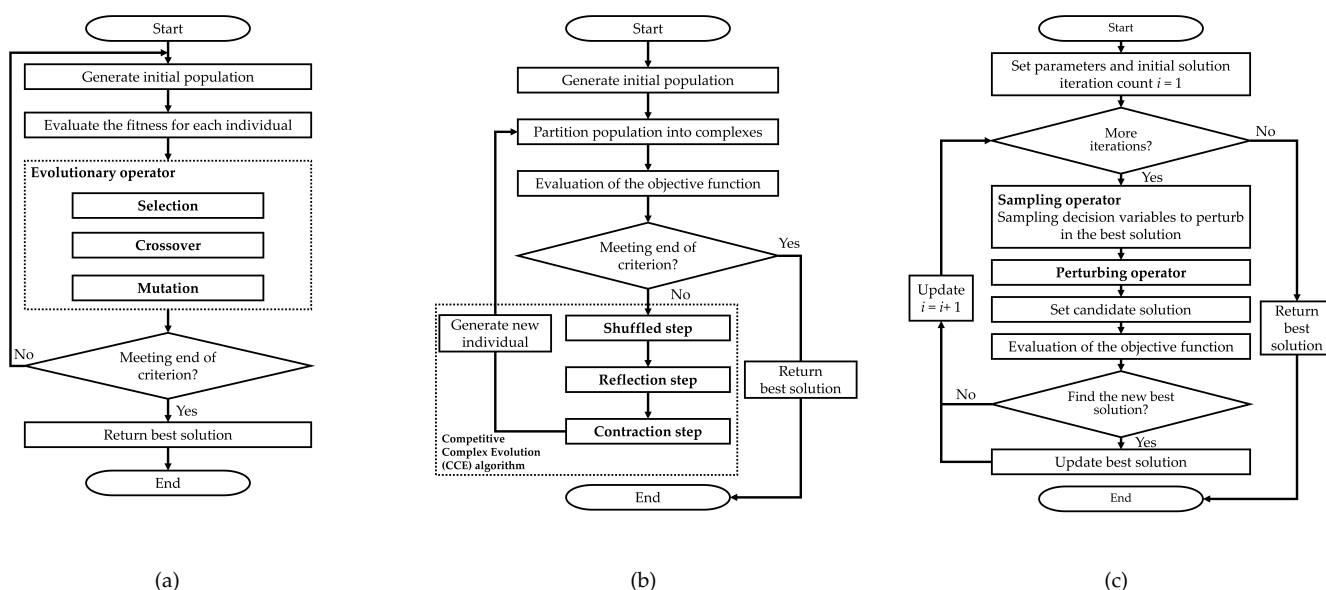 Start
Generate initial population
Evaluate the fitness for each individual
Evolutionary operator
Selection
Crossover
Mutation
No
Meeting end of
criterion?
Yes
Return best solution
End
(a)
Start
Generate initial population
Partition population into complexes
Evaluation of the objective function
Meeting end of
criterion?
Yes
No
Generate new
individual
Shuffled step
Reflection step
Contraction step
Competitive
Complex Evolution
(CCE) algorithm
Return
best solution
End
(b)
Start
Set parameters and initial solution
iteration count i = 1
More
iterations?
No
Yes
Sampling operator
Sampling decision variables to perturb
in the best solution
Perturbing operator
Update
i = i+ 1
Set candidate solution
Return
best
solution
Evaluation of the objective function
Find the new best
solution?
No
Yes
Update best solution
End
(c)